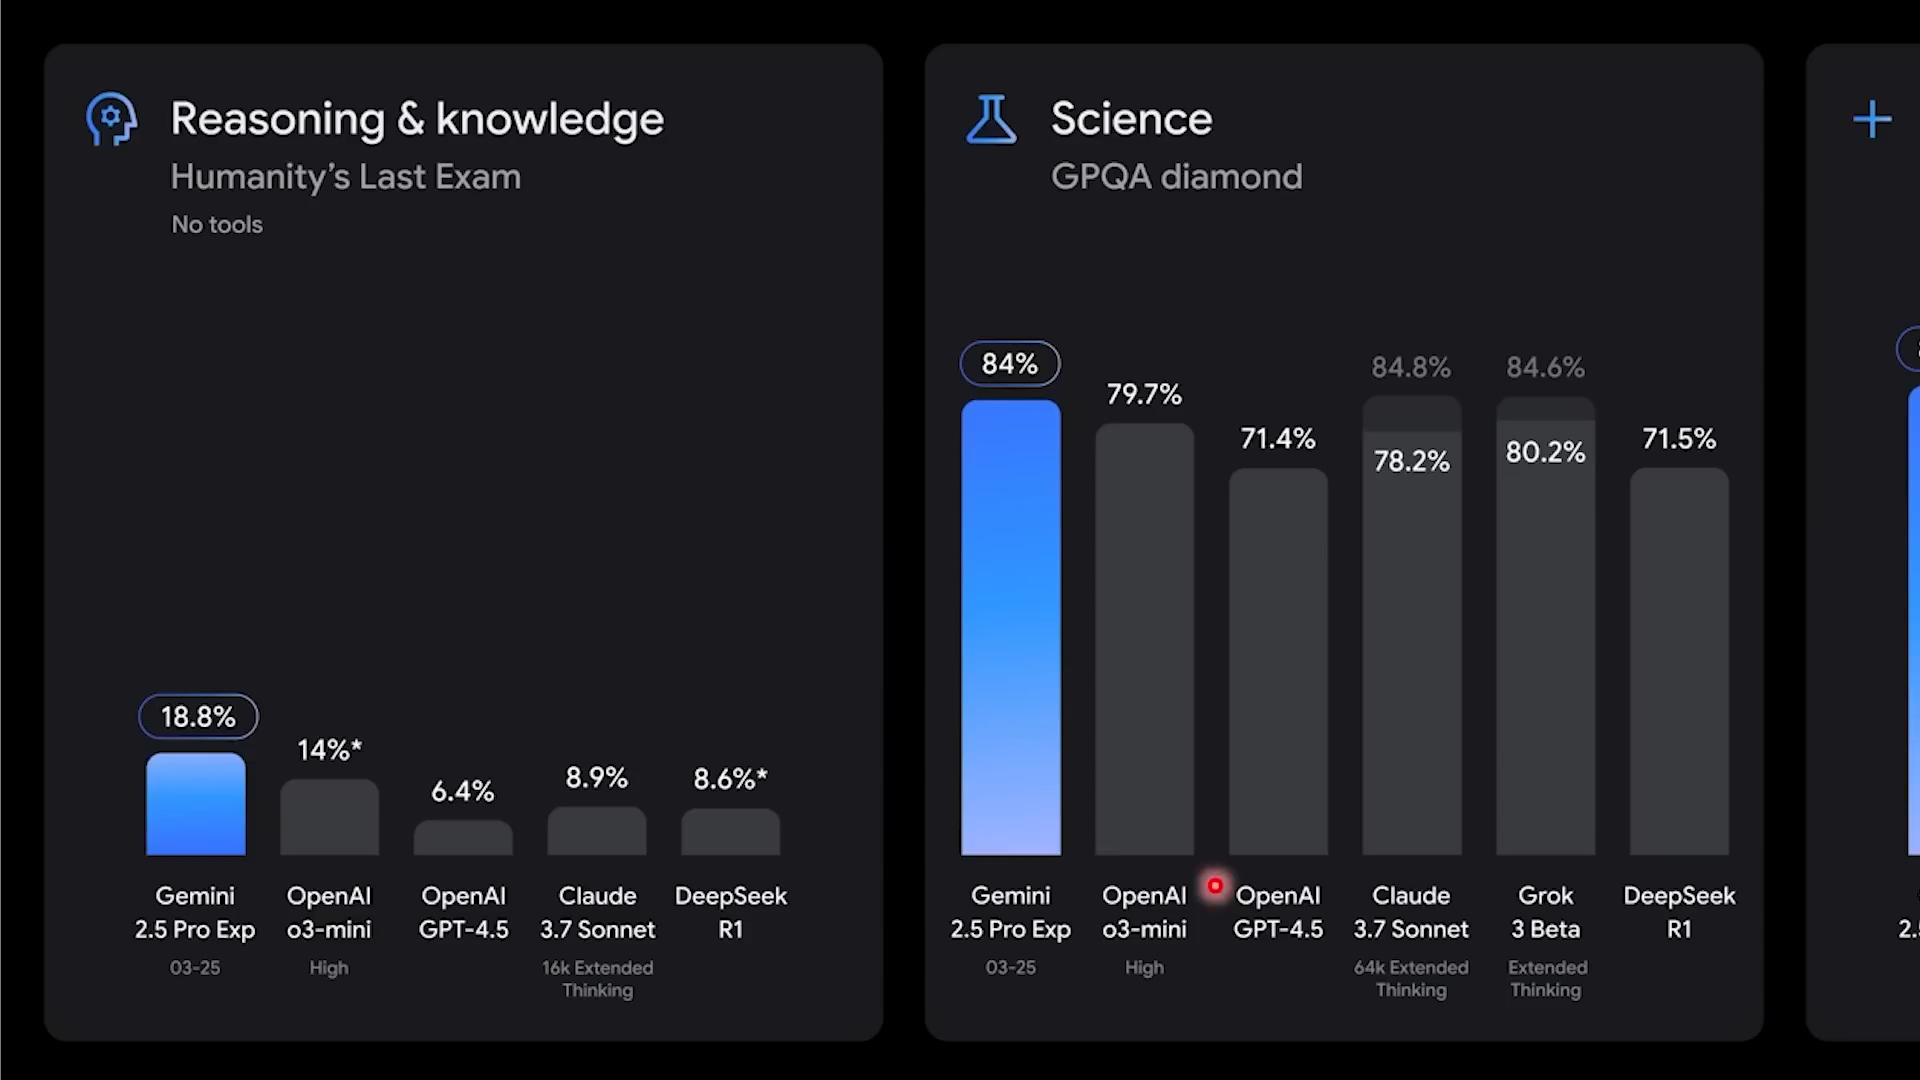 Reasoning & knowledge
Humanity's Last Exam
No tools
18.8%
14%*
6.4%
8.9%
8.6%*
Gemini
2.5 Pro Exp
03-25
OpenAI
o3-mini
High
OpenAI
GPT-4.5
Claude
3.7 Sonnet
16k Extended
Thinking
DeepSeek
R1
Science
GPQA diamond
84%
79.7%
71.4%
84.8%
78.2%
84.6%
80.2%
71.5%
Gemini
2.5 Pro Exp
03-25
OpenAI
o3-mini
High
OpenAI
GPT-4.5
Claude
3.7 Sonnet
64k Extended
Thinking
Grok
3 Beta
Extended
Thinking
DeepSeek
R1